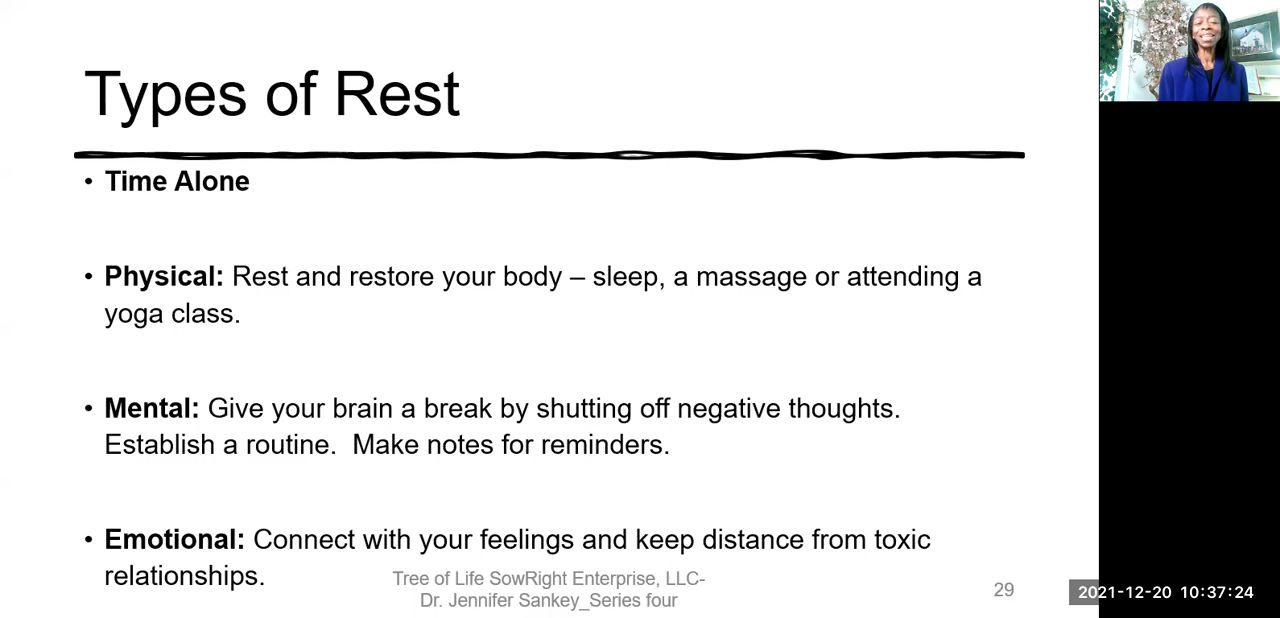 Types of Rest
• Time Alone
• Physical: Rest and restore your body – sleep, a massage or attending a
yoga class.
• Mental: Give your brain a break by shutting off negative thoughts.
Establish a routine.  Make notes for reminders.
• Emotional: Connect with your feelings and keep distance from toxic
relationships.
Tree of Life SowRight Enterprise, LLC-
Dr. Jennifer Sankey_Series four
29
2021-12-20 10:37:24